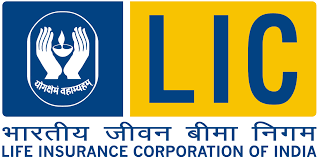 योगक्षेमं वहाम्यहम्
LIC
भारतीय जीवन बीमा निगम
LIFE INSURANCE CORPORATION OF INDIA